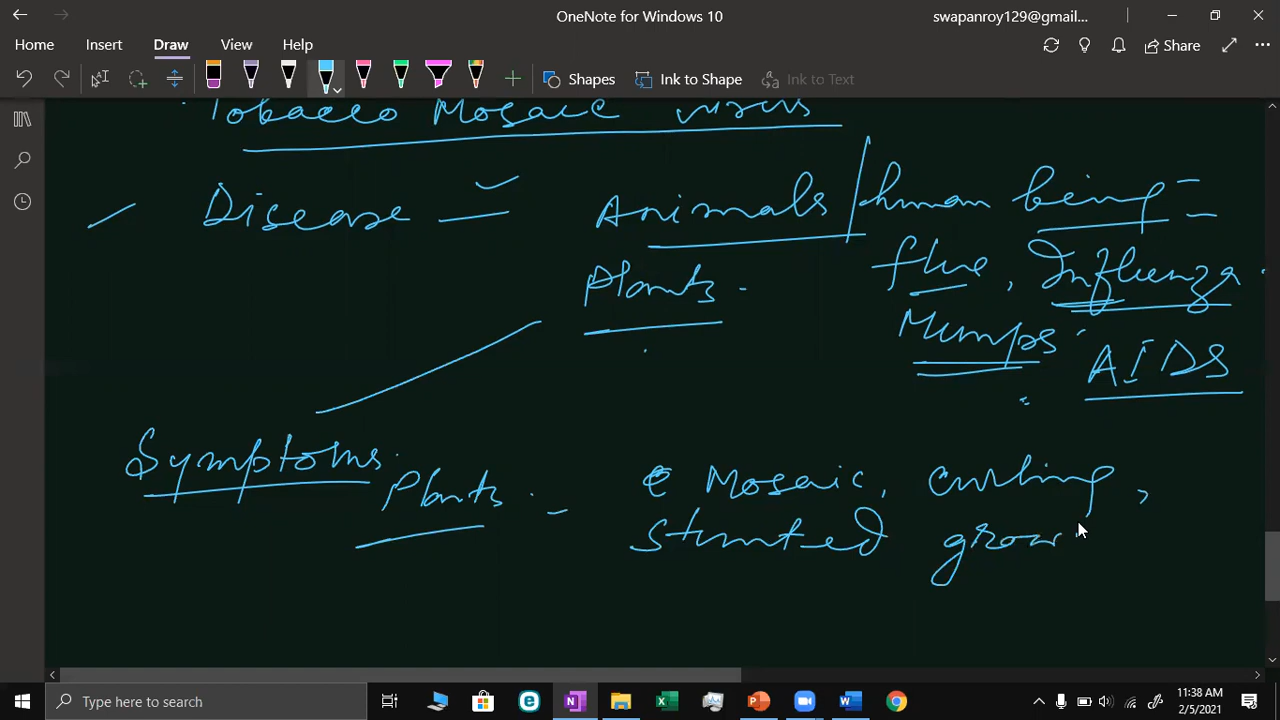 OneNote for Windows 10
swapanroy129@gmail...
Home Insert Draw View Help
Share
Shapes Ink to Shape Ink to Text
Tobacco Mosaic virus
Disease Animals/human being
Plants. flue, Influenza
Mumps AIDS
Symptoms
Plants - Mosaic, curling,
stunted grow
Type here to search
11:38 AM
2/5/2021